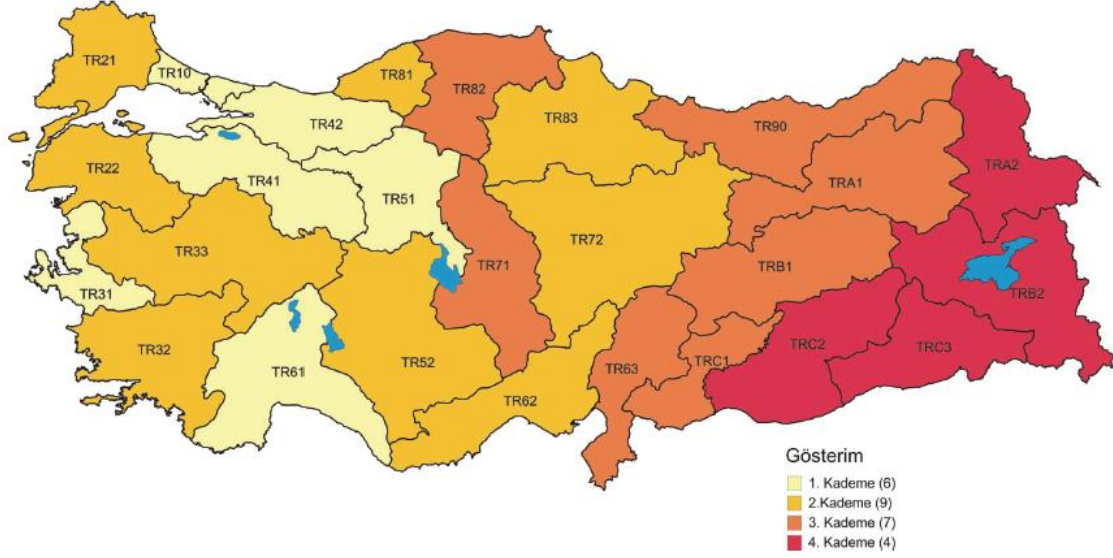 TR21
TR10
TR81
TR82
TR42
TR83
TR90
TRA2
TR22
TR41
TR51
TRA1
TR33
TR72
TR71
TRB1
TR31
TRB2
TR32
TR52
TR61
TR63
TRC1
TRC2
TRC3
TR62
Gösterim
1. Kademe (6)
2.Kademe (9)
3. Kademe (7)
4. Kademe (4)